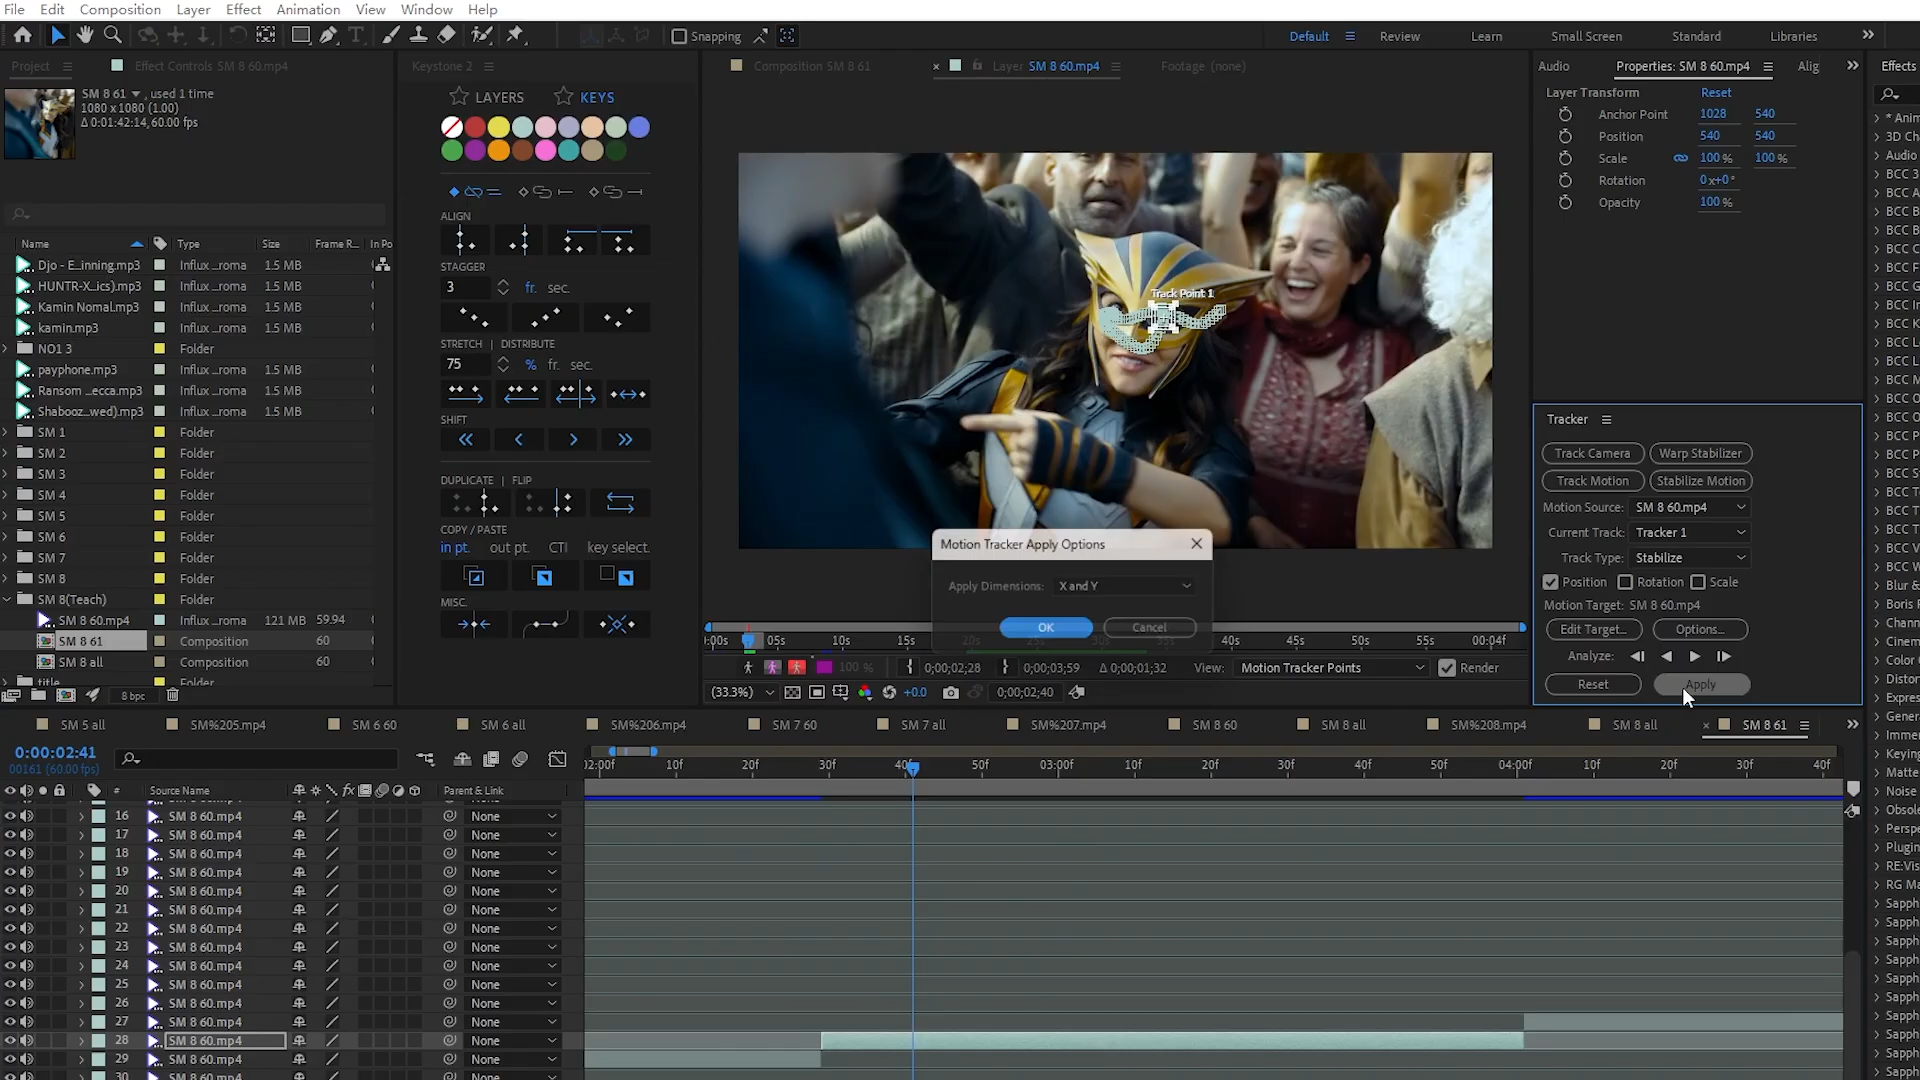 File Edit Composition Layer Effect Animation View Window Help
Snapping
Default Review Learn Small Screen Standard Libraries
Project Effect Controls SM 8 60.mp4
SM 8 61 , used 1 time
1080 x 1080 (1.00)
Δ 0:01:42:14, 60.00 fps
Name Type Size Frame R... In Po
Djo - E...inning.mp3 Influx ...roma 1.5 MB
HUNTR-X...ics).mp3 Influx ...roma 1.5 MB
Kamin Nomal.mp3 Influx ...roma 1.5 MB
kamin.mp3 Influx ...roma 1.5 MB
NO1 3 Folder
payphone.mp3 Influx ...roma 1.5 MB
Ransom ...ecca.mp3 Influx ...roma 1.5 MB
Shabooz...wed).mp3 Influx ...roma 1.5 MB
SM 1 Folder
SM 2 Folder
SM 3 Folder
SM 4 Folder
SM 5 Folder
SM 6 Folder
SM 7 Folder
SM 8 Folder
SM 8(Teach) Folder
SM 8 60.mp4 Influx ...roma 121 MB 59.94
SM 8 61 Composition 60
SM 8 all Composition 60
title Folder
8 bpc
Keystone 2
LAYERS KEYS
ALIGN
STAGGER
3 fr. sec.
STRETCH | DISTRIBUTE
75 % fr. sec.
SHIFT
DUPLICATE | FLIP
COPY / PASTE
in pt. out pt. CTI key select.
MISC.
Composition SM 8 61 Layer SM 8 60.mp4 Footage (none)
Track Point 1
Motion Tracker Apply Options
Apply Dimensions: X and Y
OK Cancel
0:00s 05s 10s 15s 20s 25s 30s 35s 40s 45s 50s 00:04f
100 % 0;00;02;28 0;00;03;59 Δ 0;00;01;32 View: Motion Tracker Points Render
(33.3%) +0.0 0;00;02;40
Audio Properties: SM 8 60.mp4 Alig
Layer Transform Reset
Anchor Point 1028 540
Position 540 540
Scale 100 % 100 %
Rotation 0x+0°
Opacity 100 %
Tracker
Track Camera Warp Stabilizer
Track Motion Stabilize Motion
Motion Source: SM 8 60.mp4
Current Track: Tracker 1
Track Type: Stabilize
Position Rotation Scale
Motion Target: SM 8 60.mp4
Edit Target... Options...
Analyze:
Reset Apply
Effects
* Anim
3D Cha
Audio
BCC 3
BCC A
BCC A
BCC B
BCC C
BCC F
BCC G
BCC In
BCC K
BCC L
BCC L
BCC M
BCC O
BCC P
BCC P
BCC S
BCC T
BCC T
BCC V
BCC W
Blur &
Boris F
Chann
Cinem
Color
Distor
Expres
Genera
Immer
Keying
Matte
Noise
Obsole
Perspe
Plugin
RE:Vis
RG Ma
Sapph
Sapph
Sapph
Sapph
Sapph
Sapph
Sapph
Sapph
Sapph
SM 5 all SM%205.mp4 SM 6 60 SM 6 all SM%206.mp4 SM 7 60 SM 7 all SM%207.mp4 SM 8 60 SM 8 all SM%208.mp4 SM 8 all SM 8 61
0:00:02:41
00161 (60.00 fps)
02:00f 10f 20f 30f 40f 50f 03:00f 10f 20f 30f 40f 50f 04:00f 10f 20f 30f 40f
# Source Name Parent & Link
16 SM 8 60.mp4 None
17 SM 8 60.mp4 None
18 SM 8 60.mp4 None
19 SM 8 60.mp4 None
20 SM 8 60.mp4 None
21 SM 8 60.mp4 None
22 SM 8 60.mp4 None
23 SM 8 60.mp4 None
24 SM 8 60.mp4 None
25 SM 8 60.mp4 None
26 SM 8 60.mp4 None
27 SM 8 60.mp4 None
28 SM 8 60.mp4 None
29 SM 8 60.mp4 None
30 SM 8 60.mp4 None